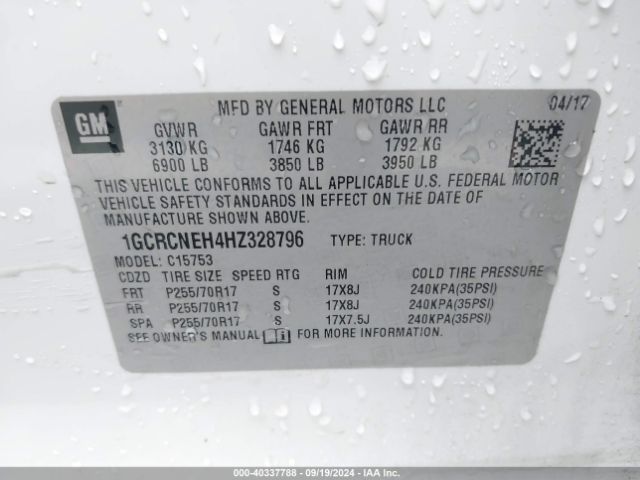 GM
MFD BY GENERAL MOTORS LLC 04/17
GVWR GAWR FRT GAWR RR
3130 KG 1746 KG 1792 KG
6900 LB 3850 LB 3950 LB
THIS VEHICLE CONFORMS TO ALL APPLICABLE U.S. FEDERAL MOTOR
VEHICLE SAFETY STANDARDS IN EFFECT ON THE DATE OF
MANUFACTURE SHOWN ABOVE.
1GCRCNEH4HZ328796 TYPE: TRUCK
MODEL: C15753
CDZD TIRE SIZE SPEED RTG RIM COLD TIRE PRESSURE
FRT P255/70R17 S 17X8J 240KPA(35PSI)
RR P255/70R17 S 17X8J 240KPA(35PSI)
SPA P255/70R17 S 17X7.5J 240KPA(35PSI)
SEE OWNER'S MANUAL FOR MORE INFORMATION.
000-40337788 - 09/19/2024 - IAA Inc.